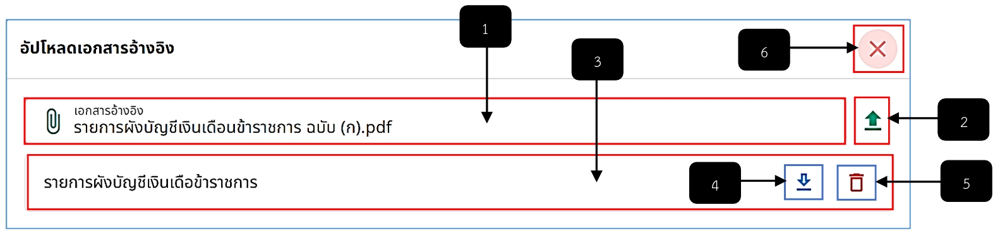 1
อัปโหลดเอกสารอ้างอิง
6
3
เอกสารอ้างอิง
รายการผังบัญชีเงินเดือนข้าราชการ ฉบับ (ก).pdf
2
รายการผังบัญชีเงินเดือข้าราชการ
4
5